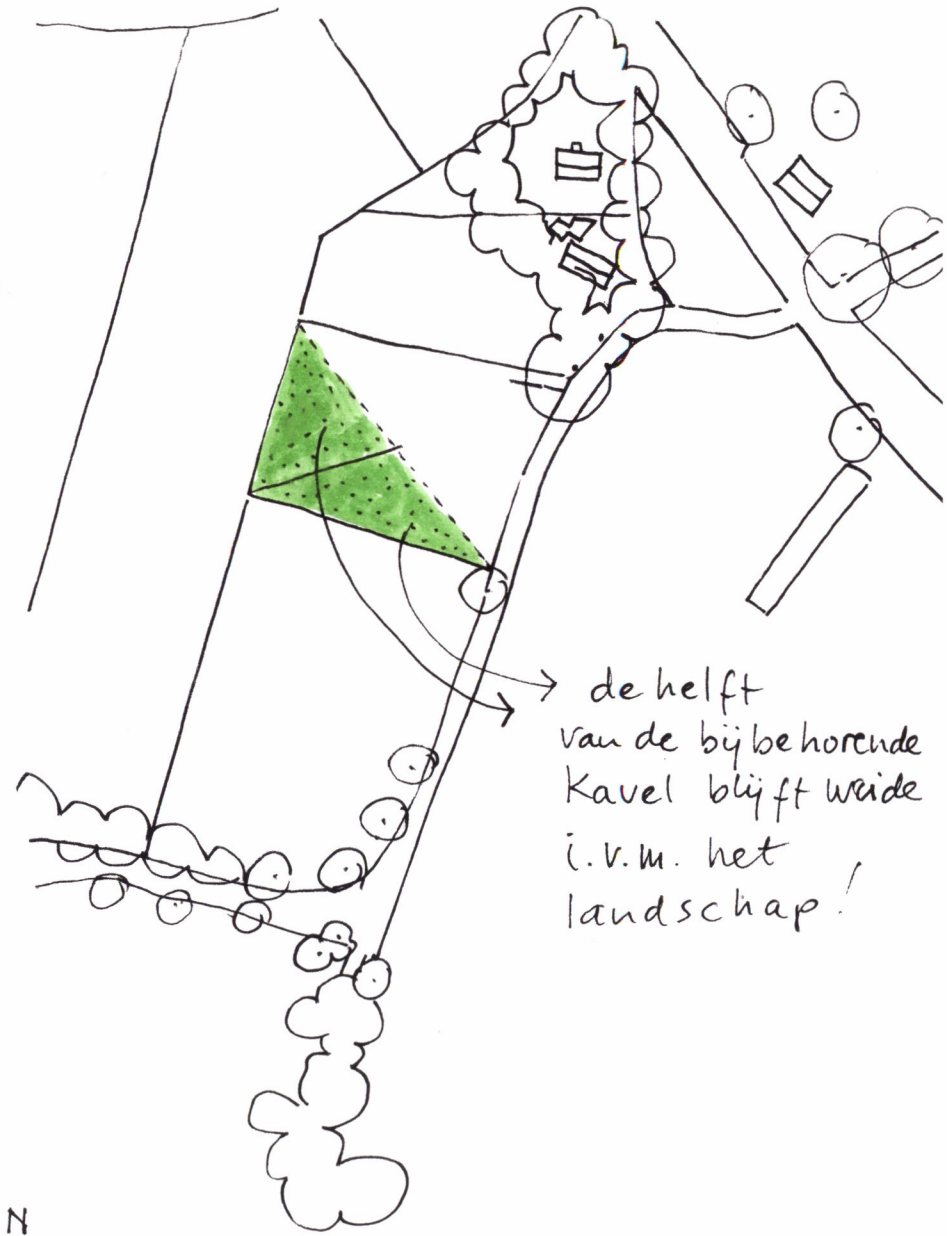 de helft
van de bijbehorende
Kavel blijft weide
i.v.m. het
landschap!
N